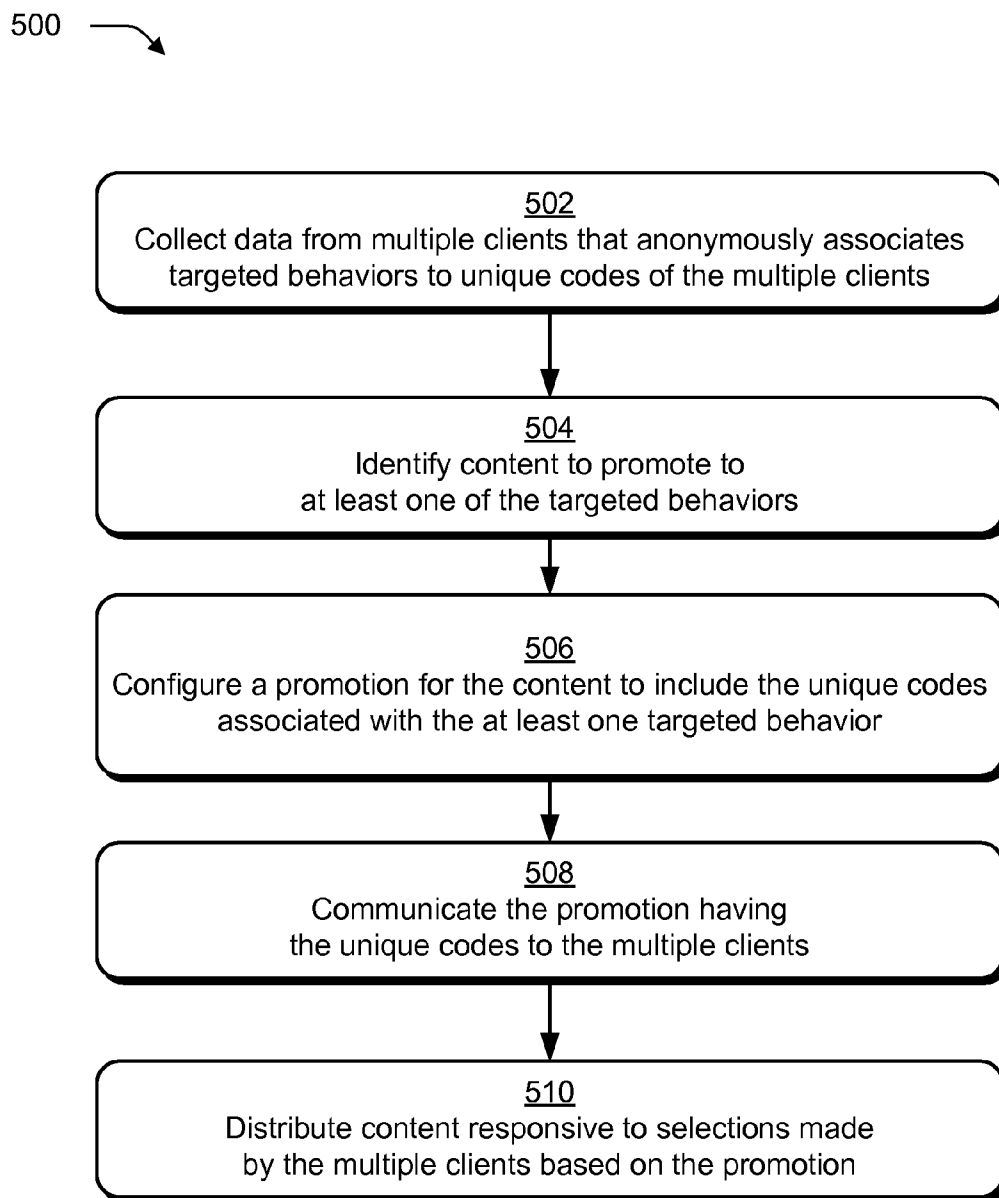 500
502
Collect data from multiple clients that anonymously associates
targeted behaviors to unique codes of the multiple clients
504
Identify content to promote to
at least one of the targeted behaviors
506
Configure a promotion for the content to include the unique codes
associated with the at least one targeted behavior
508
Communicate the promotion having
the unique codes to the multiple clients
510
Distribute content responsive to selections made
by the multiple clients based on the promotion